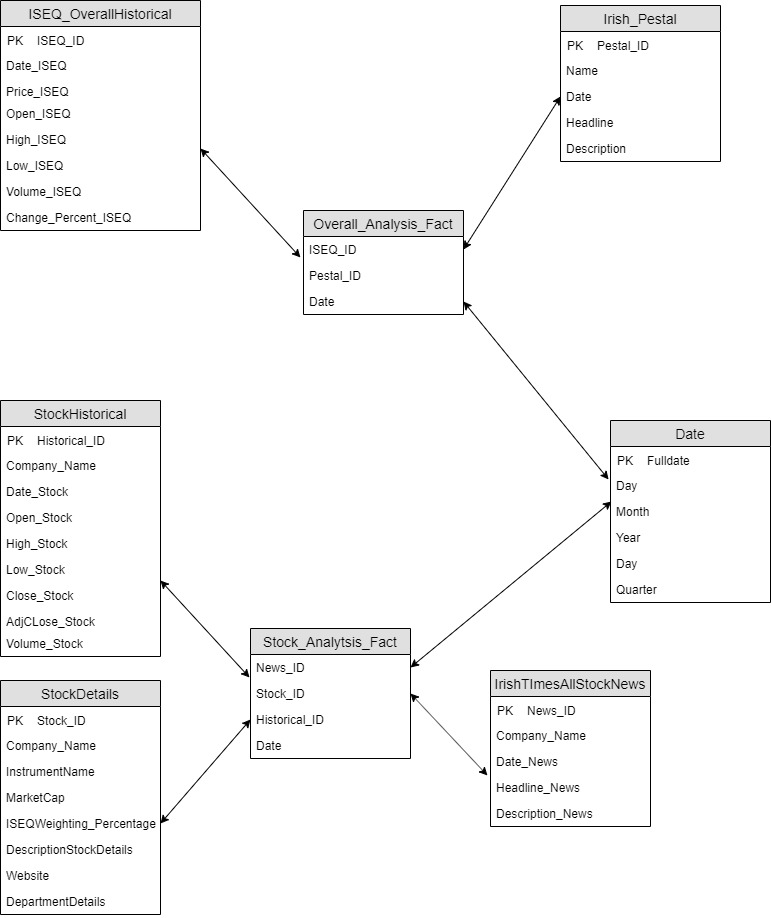 ISEQ_OverallHistorical
PK ISEQ_ID
Date_ISEQ
Price_ISEQ
Open_ISEQ
High_ISEQ
Low_ISEQ
Volume_ISEQ
Change_Percent_ISEQ
Irish_Pestal
PK Pestal_ID
Name
Date
Headline
Description
Overall_Analysis_Fact
ISEQ_ID
Pestal_ID
Date
StockHistorical
PK Historical_ID
Company_Name
Date_Stock
Open_Stock
High_Stock
Low_Stock
Close_Stock
AdjCLose_Stock
Volume_Stock
Date
PK Fulldate
Day
Month
Year
Day
Quarter
Stock_Analytsis_Fact
News_ID
Stock_ID
Historical_ID
Date
StockDetails
PK Stock_ID
Company_Name
InstrumentName
MarketCap
ISEQWeighting_Percentage
DescriptionStockDetails
Website
DepartmentDetails
IrishTImesAllStockNews
PK News_ID
Company_Name
Date_News
Headline_News
Description_News